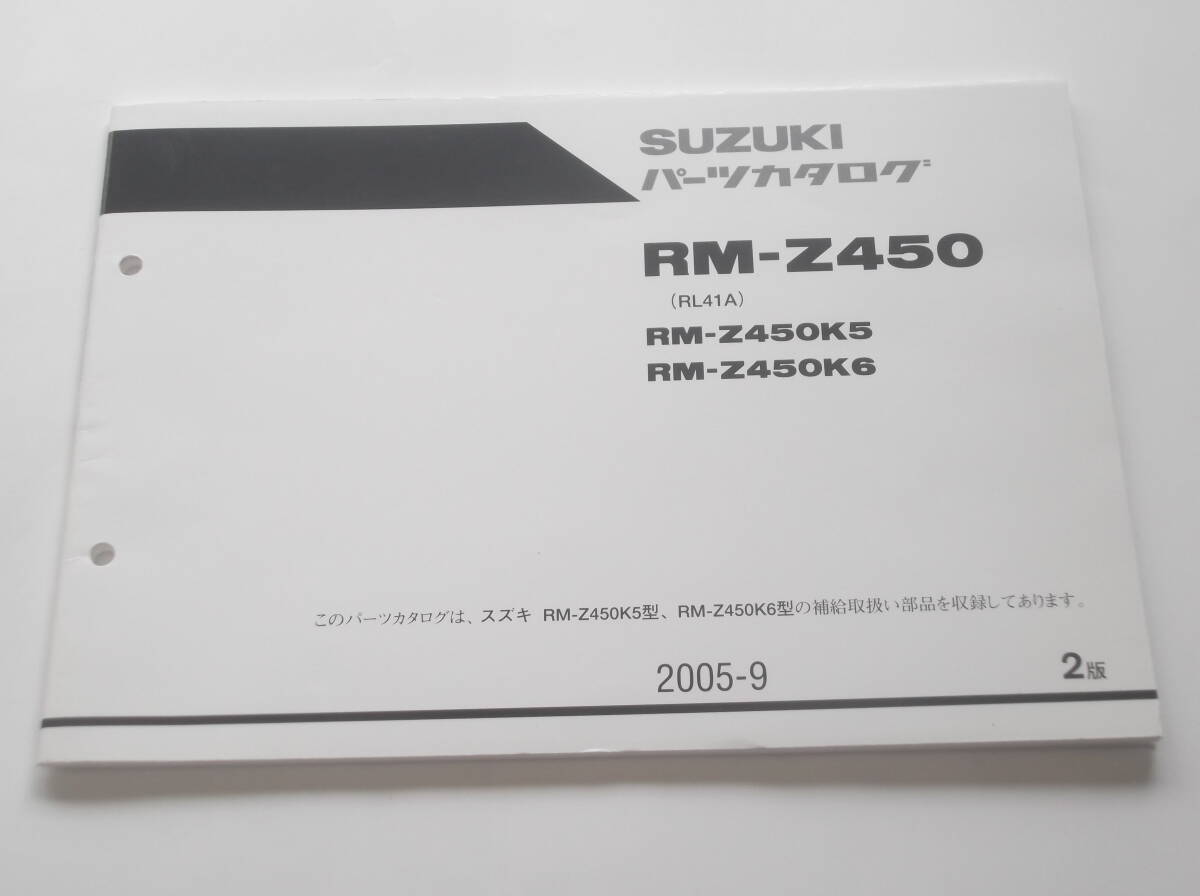 SUZUKI
パーツカタログ
RM-Z450
(RL41A)
RM-Z450K5
RM-Z450K6
このパーツカタログは、スズキ RM-Z450K5型、RM-Z450K6型の補給取扱い部品を収録してあります。
2005-9
2版